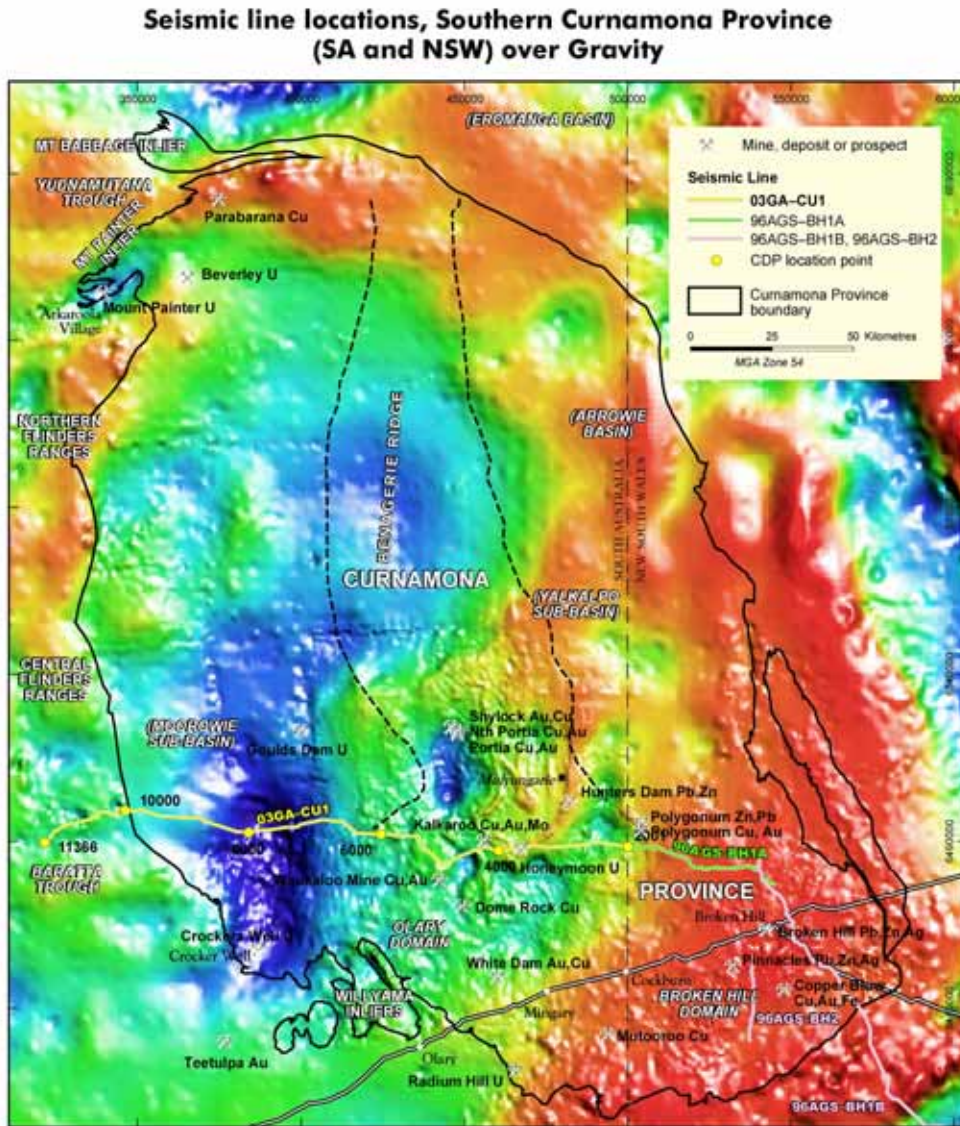 Seismic line locations, Southern Curnamona Province
(SA and NSW) over Gravity
450000
500000
550000
(EROMANGA BASIN)
MT BABBAGE INLIER
YUDNAMUTANA
TROUGH
MT PAINTER
INLIER
Parabarana Cu
Beverley U
Mount Painter U
Arkaroola
Village
Mine, deposit or prospect
Seismic Line
03GA–CU1
96AGS–BH1A
96AGS–BH1B, 96AGS–BH2
CDP location point
Curnamona Province
boundary
0 25 50 Kilometres
MGA Zone 54
NORTHERN
FLINDERS
RANGES
BENAGERIE RIDGE
(ARROWIE
BASIN)
SOUTH AUSTRALIA
NEW SOUTH WALES
CURNAMONA
(YALKALPO
SUB-BASIN)
CENTRAL
FLINDERS
RANGES
(MOOROWIE
SUB-BASIN)
Goulds Dam U
Shylock Au,Cu
Nth Portia Cu,Au
Portia Cu,Au
Mulyungarie
Hunters Dam Pb,Zn
10000
03GA-CU1
Kalkaroo Cu,Au,Mo
Polygonum Zn,Pb
Polygonum Cu, Au
11366
8000
6000
4000
Honeymoon U
2001
96AGS-BH1A
BARATTA
TROUGH
Waukaloo Mine Cu,Au
PROVINCE
Dome Rock Cu
Broken Hill
Broken Hill Pb,Zn,Ag
OLARY
DOMAIN
Crockers Well U
Crocker Well
White Dam Au,Cu
Cockburn
Pinnacles Pb,Zn,Ag
BROKEN HILL
DOMAIN
Copper Blow
Cu,Au,Fe
WILLYAMA
INLIERS
Mingary
96AGS-BH2
Mutooroo Cu
Teetulpa Au
Olary
Radium Hill U
96AGS-BH1B